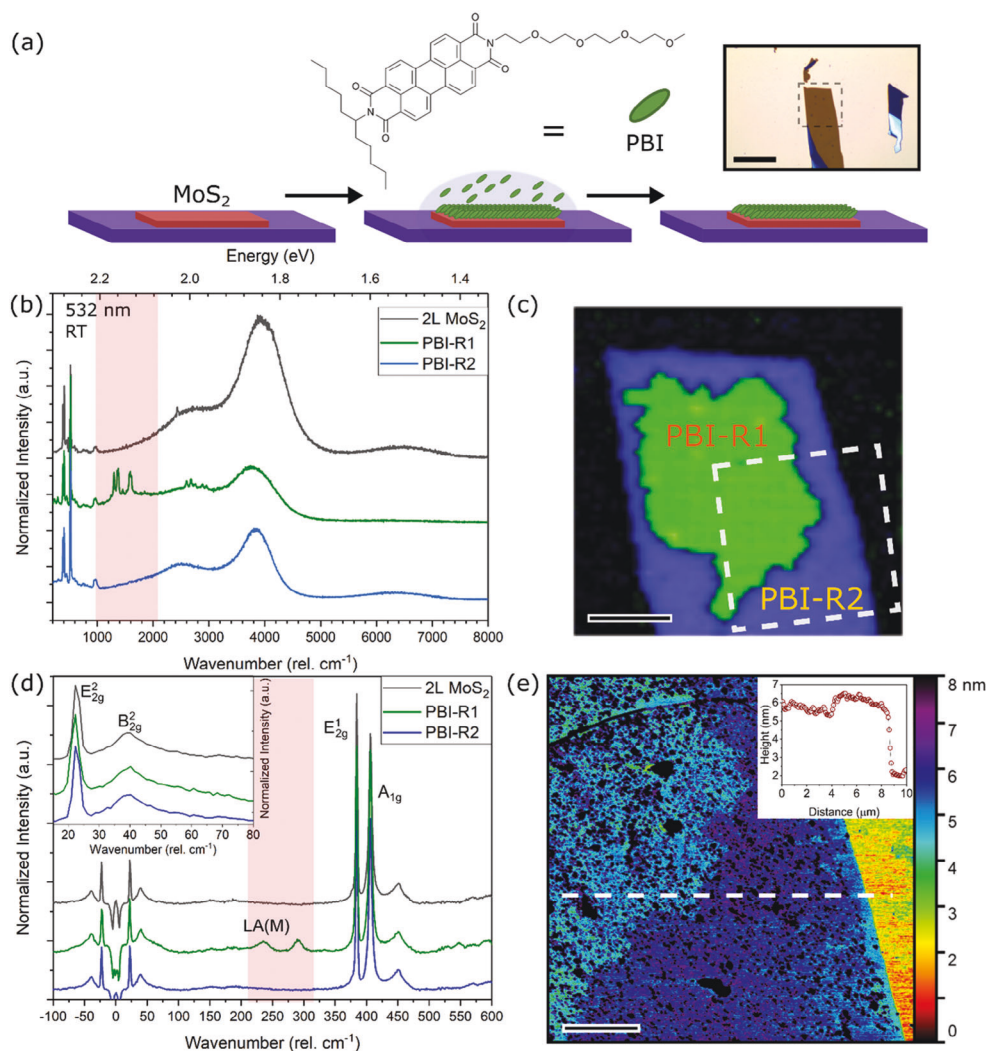 (a)
O
N
O
O
O
O
O
O
N
O
=
PBI
MoS2
Energy (eV)
2.2 2.0 1.8 1.6 1.4
(b)
532 nm
RT
2L MoS2
PBI-R1
PBI-R2
Normalized Intensity (a.u.)
1000 2000 3000 4000 5000 6000 7000 8000
Wavenumber (rel. cm-1)
(c)
PBI-R1
PBI-R2
(d)
E22g
B22g
Normalized Intensity (a.u.)
20 30 40 50 60 70 80
Wavenumber (rel. cm-1)
2L MoS2
PBI-R1
PBI-R2
E12g
A1g
LA(M)
Normalized Intensity (a.u.)
-100 -50 0 50 100 150 200 250 300 350 400 450 500 550 600
Wavenumber (rel. cm-1)
(e)
Height (nm)
7
6
5
4
3
2
0 2 4 6 8 10
Distance (μm)
8 nm
7
6
5
4
3
2
1
0